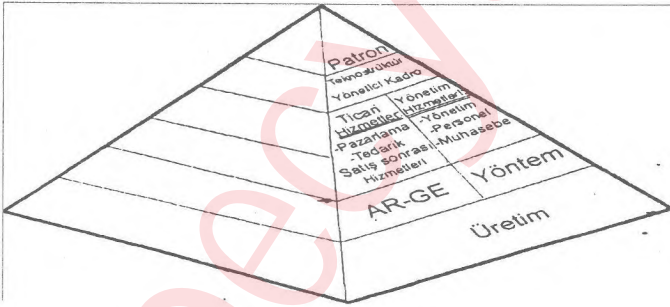 Patron
Teknostrüktür
Yönetici Kadro
Ticari
Hizmetler
-Pazarlama
-Tedarik
Satış sonrası
Hizmetleri
Yönetim
Hizmetleri
-Yönetim
-Personel
-Muhasebe
AR-GE
Yöntem
Üretim